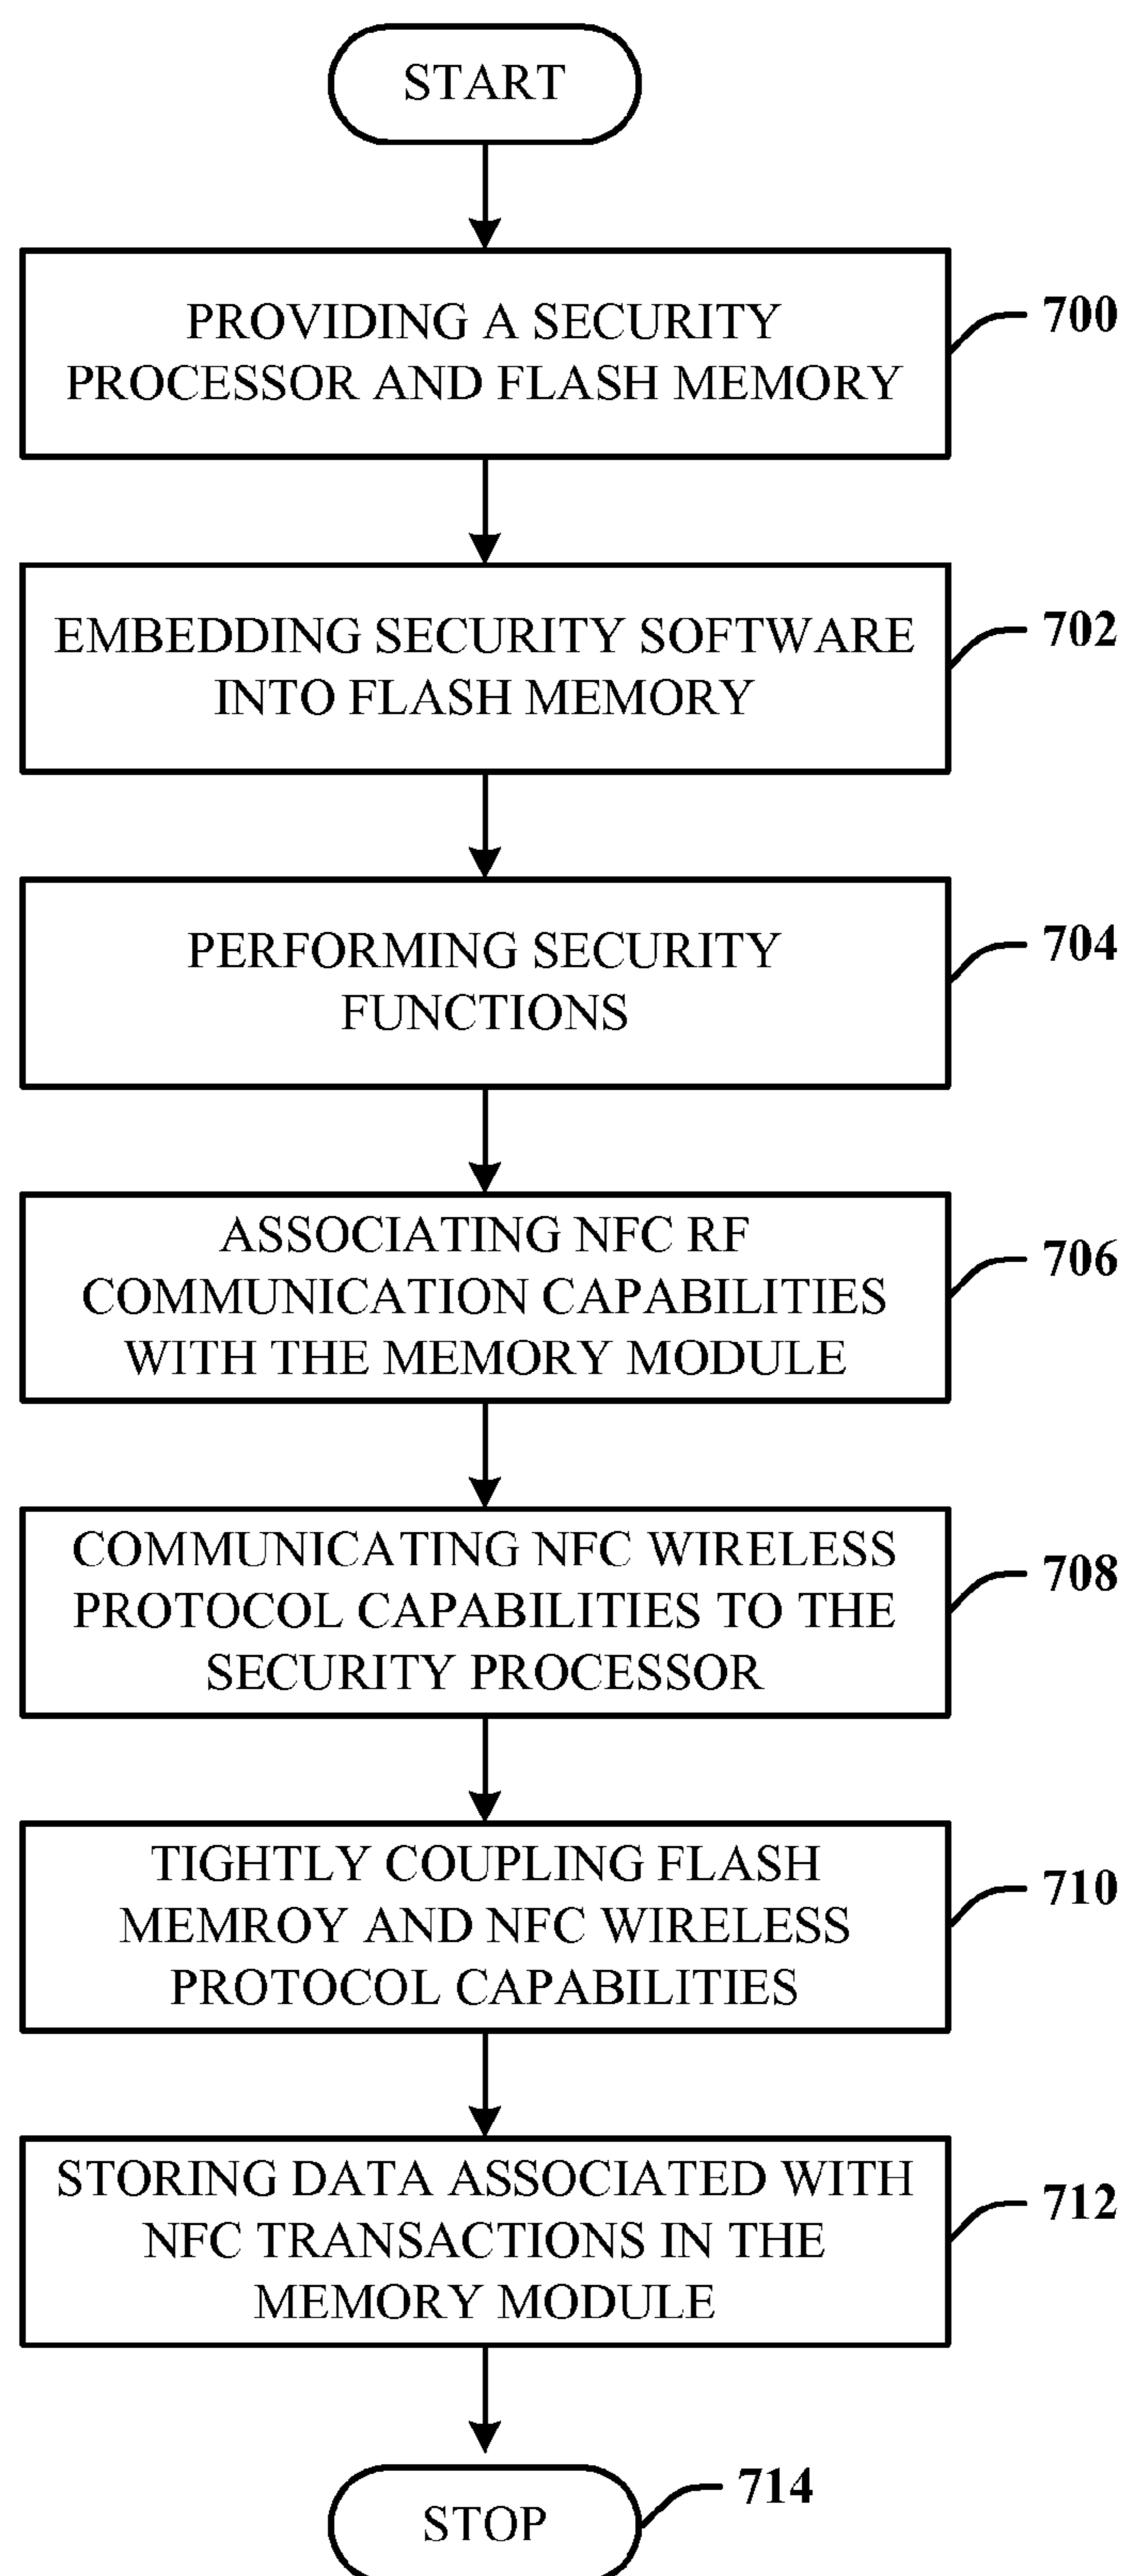 START
PROVIDING A SECURITY
PROCESSOR AND FLASH MEMORY
700
EMBEDDING SECURITY SOFTWARE
INTO FLASH MEMORY
702
PERFORMING SECURITY
FUNCTIONS
704
ASSOCIATING NFC RF
COMMUNICATION CAPABILITIES
WITH THE MEMORY MODULE
706
COMMUNICATING NFC WIRELESS
PROTOCOL CAPABILITIES TO THE
SECURITY PROCESSOR
708
TIGHTLY COUPLING FLASH
MEMROY AND NFC WIRELESS
PROTOCOL CAPABILITIES
710
STORING DATA ASSOCIATED WITH
NFC TRANSACTIONS IN THE
MEMORY MODULE
712
STOP
714